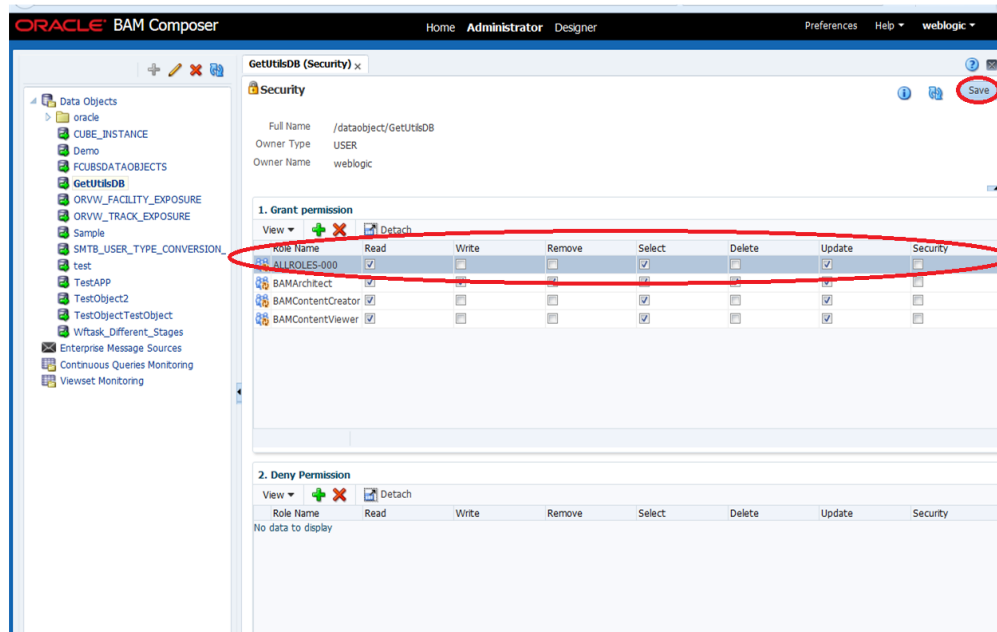 ORACLE BAM Composer Home Administrator Designer Preferences Help weblogic
GetUtilsDB (Security)
Security
Save
Full Name /dataobject/GetUtilsDB
Owner Type USER
Owner Name weblogic
Data Objects
oracle
CUBE_INSTANCE
Demo
FCUBSDATAOBJECTS
GetUtilsDB
ORVW_FACILITY_EXPOSURE
ORVW_TRACK_EXPOSURE
Sample
SMTB_USER_TYPE_CONVERSION_
test
TestAPP
TestObject2
TestObjectTestObject
Wftask_Different_Stages
Enterprise Message Sources
Continuous Queries Monitoring
Viewset Monitoring
1. Grant permission
View Detach
Role Name Read Write Remove Select Delete Update Security
ALLROLES-000
BAMArchitect
BAMContentCreator
BAMContentViewer
2. Deny Permission
View Detach
Role Name Read Write Remove Select Delete Update Security
No data to display